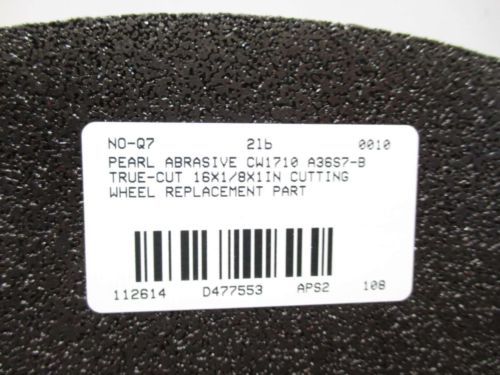 NO-Q7 2lb 0010
PEARL ABRASIVE CW1710 A36S7-B
TRUE-CUT 16X1/8X1IN CUTTING
WHEEL REPLACEMENT PART
112614 D477553 APS2 108